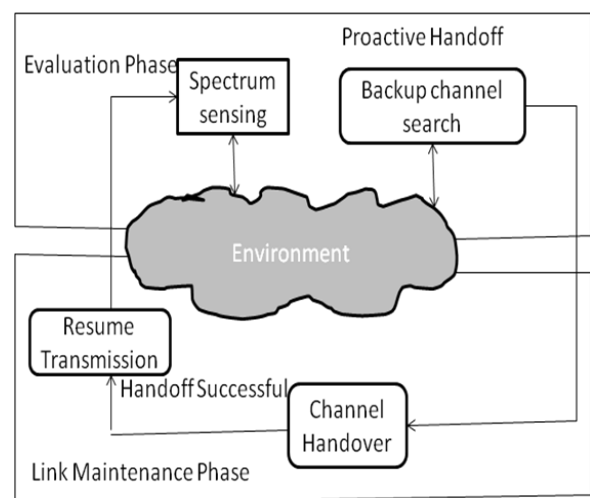 Proactive Handoff
Evaluation Phase
Spectrum
sensing
Backup channel
search
Environment
Resume
Transmission
Handoff Successful
Channel
Handover
Link Maintenance Phase